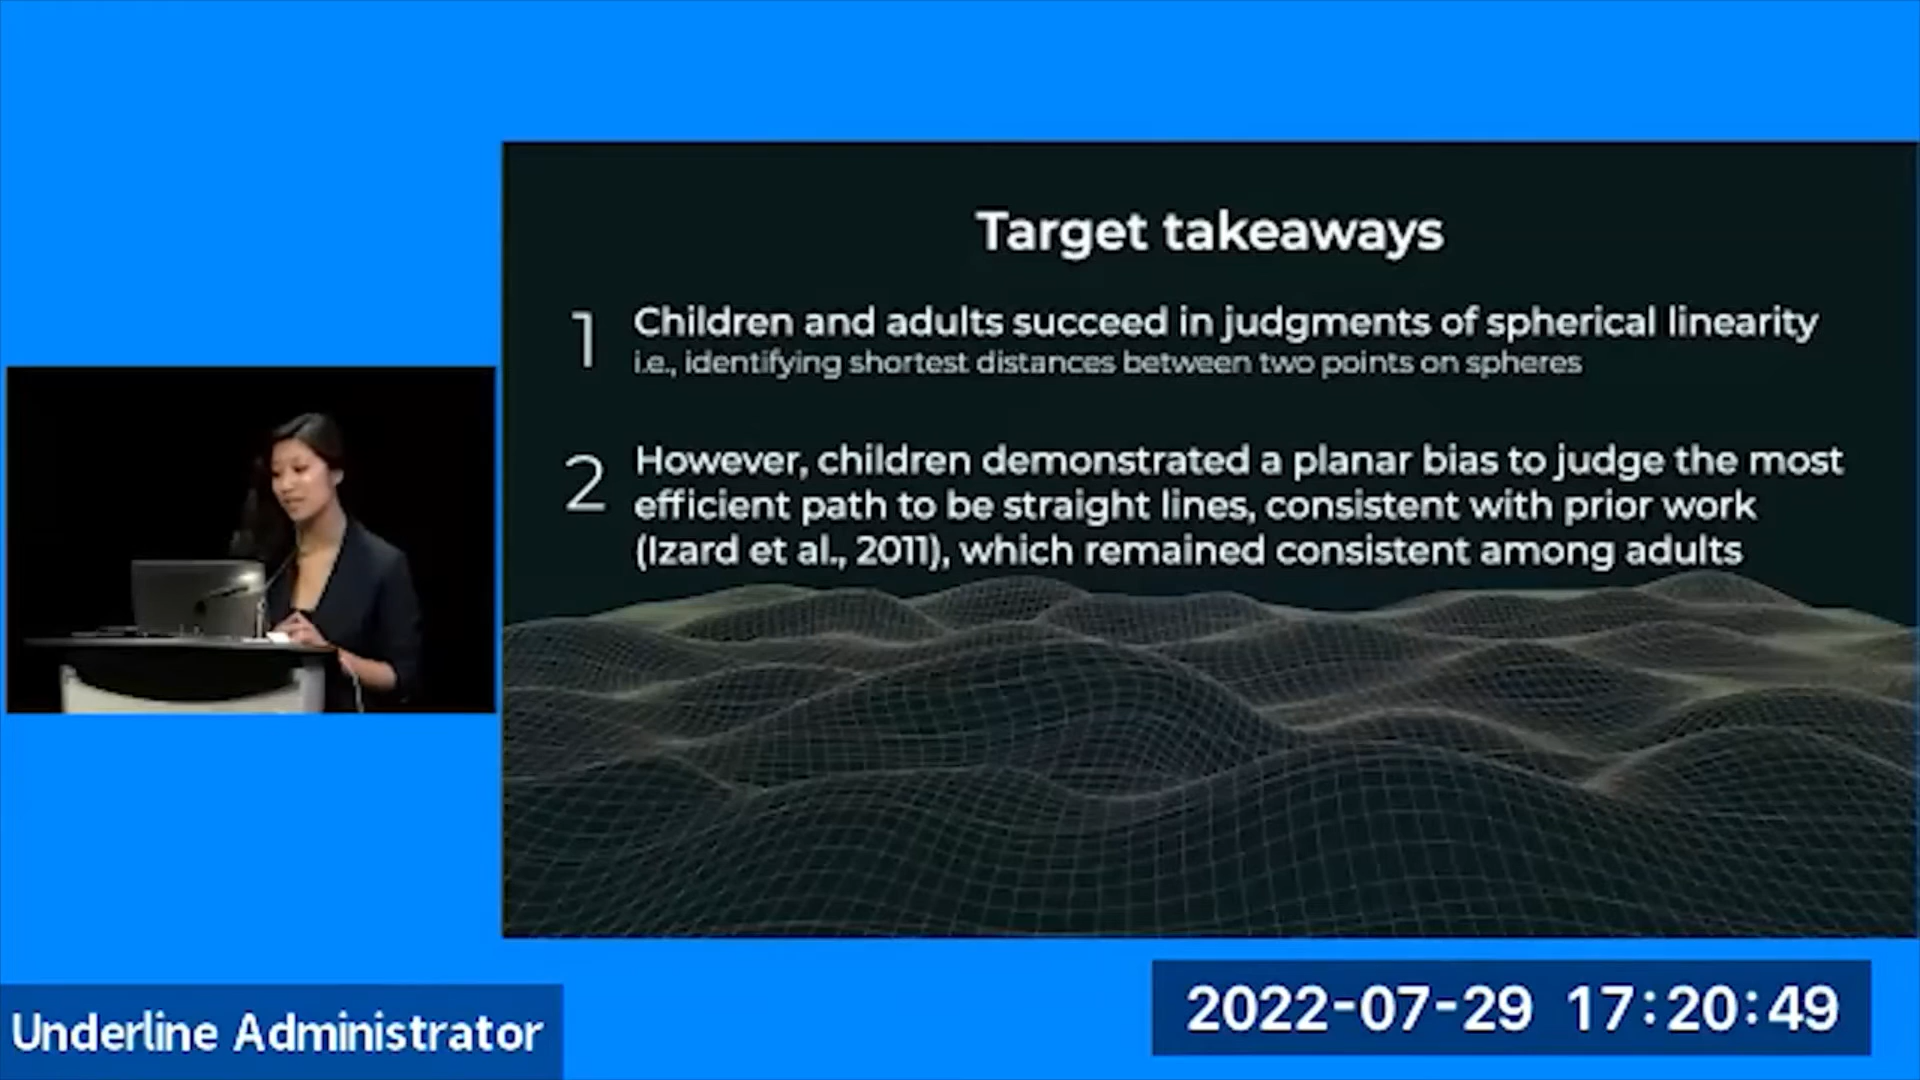 Target takeaways
1
Children and adults succeed in judgments of spherical linearity
i.e., identifying shortest distances between two points on spheres
2
However, children demonstrated a planar bias to judge the most
efficient path to be straight lines, consistent with prior work
(Izard et al., 2011), which remained consistent among adults
Underline Administrator
2022-07-29 17:20:49